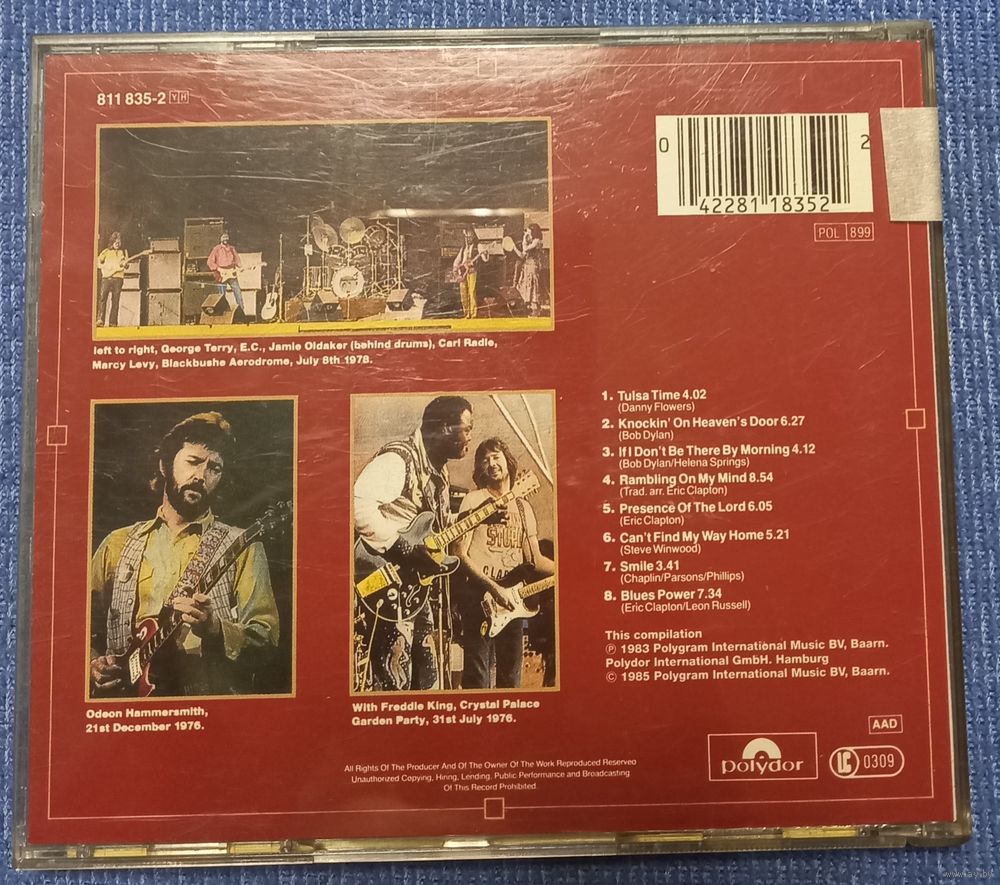 811 835-2 YH
0 42281 18352 2
POL 899
left to right, George Terry, E.C., Jamie Oldaker (behind drums), Carl Radle,
Marcy Levy, Blackbushe Aerodrome, July 8th 1978.
Odeon Hammersmith,
21st December 1976.
With Freddie King, Crystal Palace
Garden Party, 31st July 1976.
1. Tulsa Time 4.02
(Danny Flowers)
2. Knockin' On Heaven's Door 6.27
(Bob Dylan)
3. If I Don't Be There By Morning 4.12
(Bob Dylan/Helena Springs)
4. Rambling On My Mind 8.54
(Trad. arr. Eric Clapton)
5. Presence Of The Lord 6.05
(Eric Clapton)
6. Can't Find My Way Home 5.21
(Steve Winwood)
7. Smile 3.41
(Chaplin/Parsons/Phillips)
8. Blues Power 7.34
(Eric Clapton/Leon Russell)
This compilation
℗ 1983 Polygram International Music BV, Baarn.
Polydor International GmbH. Hamburg
© 1985 Polygram International Music BV, Baarn.
AAD
polydor
LC 0309
All Rights Of The Producer And Of The Owner Of The Work Reproduced Reserved
Unauthorized Copying, Hiring, Lending, Public Performance and Broadcasting
Of This Record Prohibited.